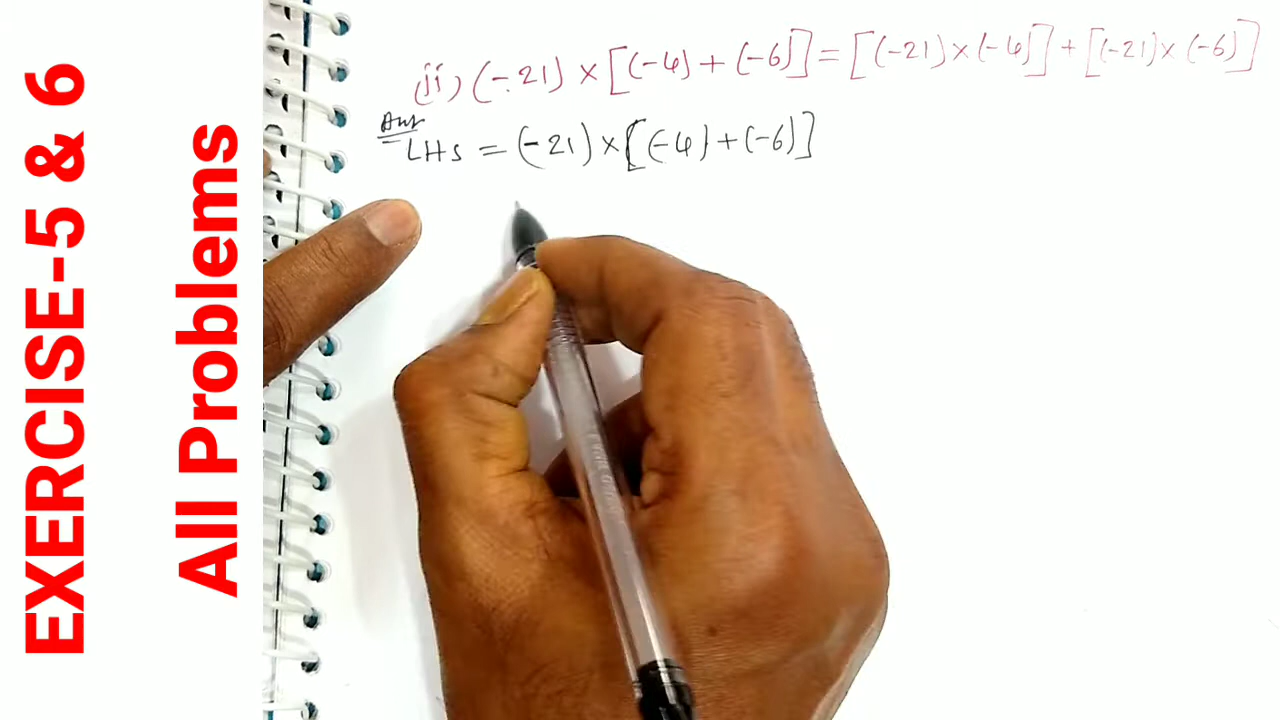 EXERCISE-5 & 6
All Problems
(ii) (-21) × [(-4) + (-6)] = [(-21) × (-4)] + [(-21) × (-6)]
Ans
LHS = (-21) × [(-4) + (-6)]